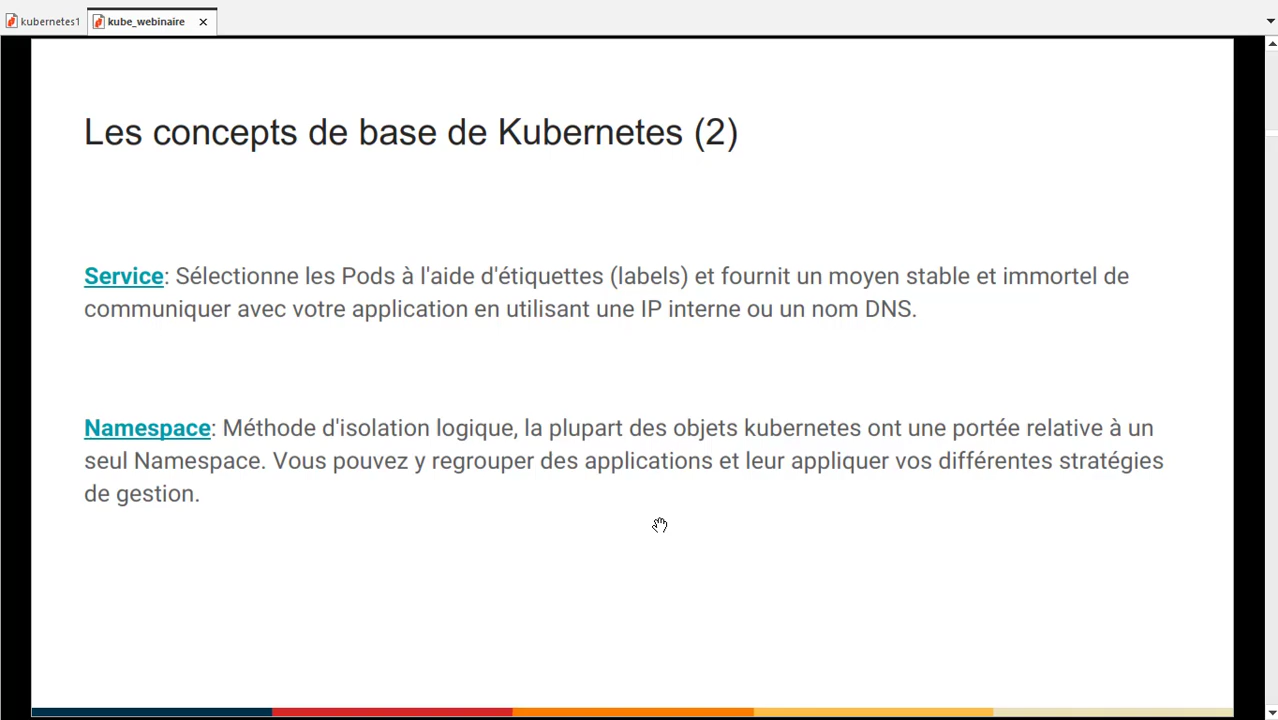 kubernetes1
kube_webinaire
Les concepts de base de Kubernetes (2)
Service: Sélectionne les Pods à l'aide d'étiquettes (labels) et fournit un moyen stable et immortel de
communiquer avec votre application en utilisant une IP interne ou un nom DNS.
Namespace: Méthode d'isolation logique, la plupart des objets kubernetes ont une portée relative à un
seul Namespace. Vous pouvez y regrouper des applications et leur appliquer vos différentes stratégies
de gestion.